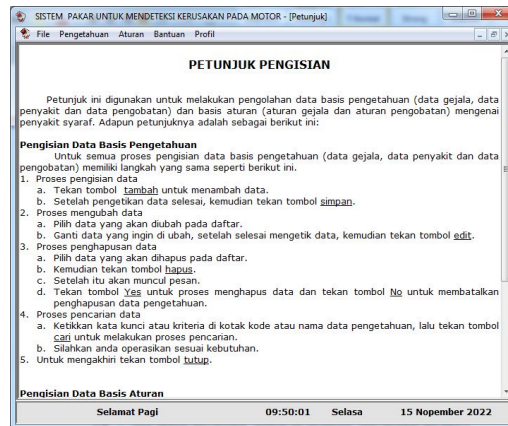 SISTEM PAKAR UNTUK MENDETEKSI KERUSAKAN PADA MOTOR - [Petunjuk]
File Pengetahuan Aturan Bantuan Profil
PETUNJUK PENGISIAN
Petunjuk ini digunakan untuk melakukan pengolahan data basis pengetahuan (data gejala, data
penyakit dan data pengobatan) dan basis aturan (aturan gejala dan aturan pengobatan) mengenai
penyakit syaraf. Adapun petunjuknya adalah sebagai berikut ini:
Pengisian Data Basis Pengetahuan
Untuk semua proses pengisian data basis pengetahuan (data gejala, data penyakit dan data
pengobatan) memiliki langkah yang sama seperti berikut ini.
1. Proses pengisian data
a. Tekan tombol tambah untuk menambah data.
b. Setelah pengetikan data selesai, kemudian tekan tombol simpan.
2. Proses mengubah data
a. Pilih data yang akan diubah pada daftar.
b. Ganti data yang ingin di ubah, setelah selesai mengetik data, kemudian tekan tombol edit.
3. Proses penghapusan data
a. Pilih data yang akan dihapus pada daftar.
b. Kemudian tekan tombol hapus.
c. Setelah itu akan muncul pesan.
d. Tekan tombol Yes untuk proses menghapus data dan tekan tombol No untuk membatalkan
penghapusan data pengetahuan.
4. Proses pencarian data
a. Ketikkan kata kunci atau kriteria di kotak kode atau nama data pengetahuan, lalu tekan tombol
cari untuk melakukan proses pencarian.
b. Silahkan anda operasikan sesuai kebutuhan.
5. Untuk mengakhiri tekan tombol tutup.
Pengisian Data Basis Aturan
Selamat Pagi 09:50:01 Selasa 15 Nopember 2022